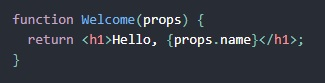 function Welcome(props) {
  return <h1>Hello, {props.name}</h1>;
}